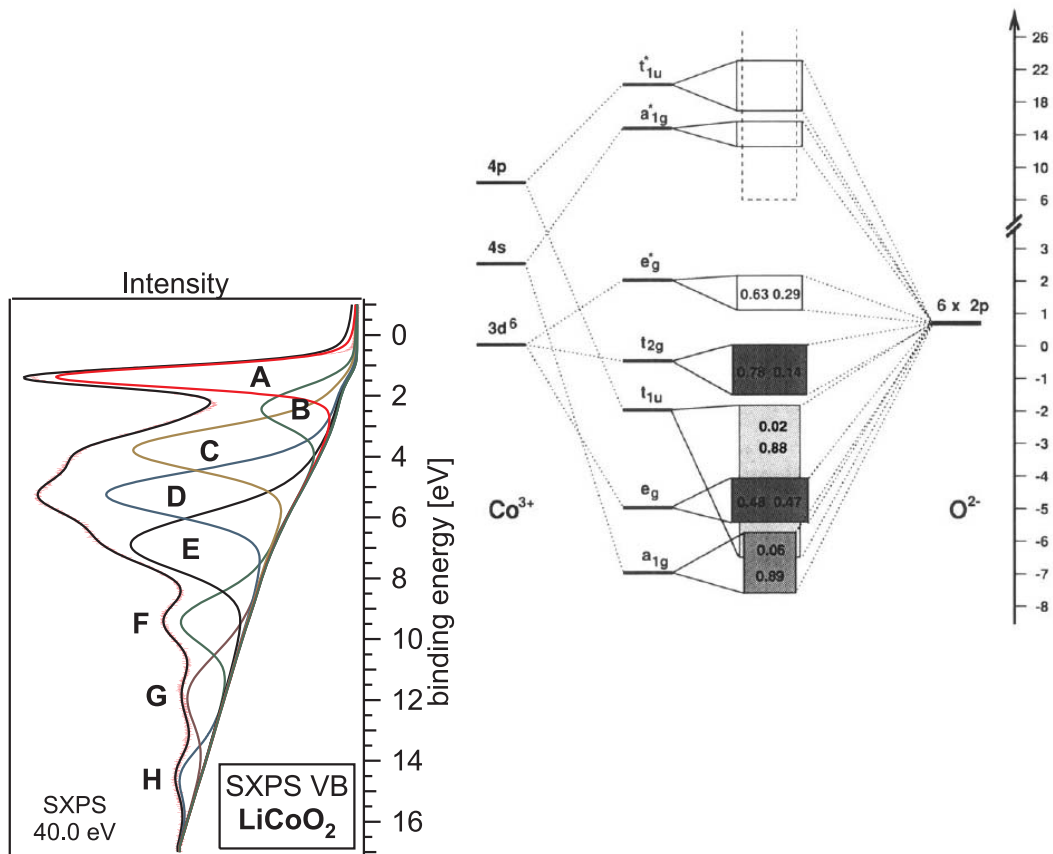 Intensity
0
2
4
6
8
10
12
14
16
binding energy [eV]
A
B
C
D
E
F
G
H
SXPS
40.0 eV
SXPS VB
LiCoO₂
4p
4s
3d⁶
Co³⁺
t*₁ᵤ
a*₁g
e*g
t₂g
t₁ᵤ
eg
a₁g
0.63 0.29
0.78 0.14
0.02
0.88
0.48 0.47
0.06
0.89
6 x 2p
O²⁻
26
22
18
14
10
6
3
2
1
0
-1
-2
-3
-4
-5
-6
-7
-8